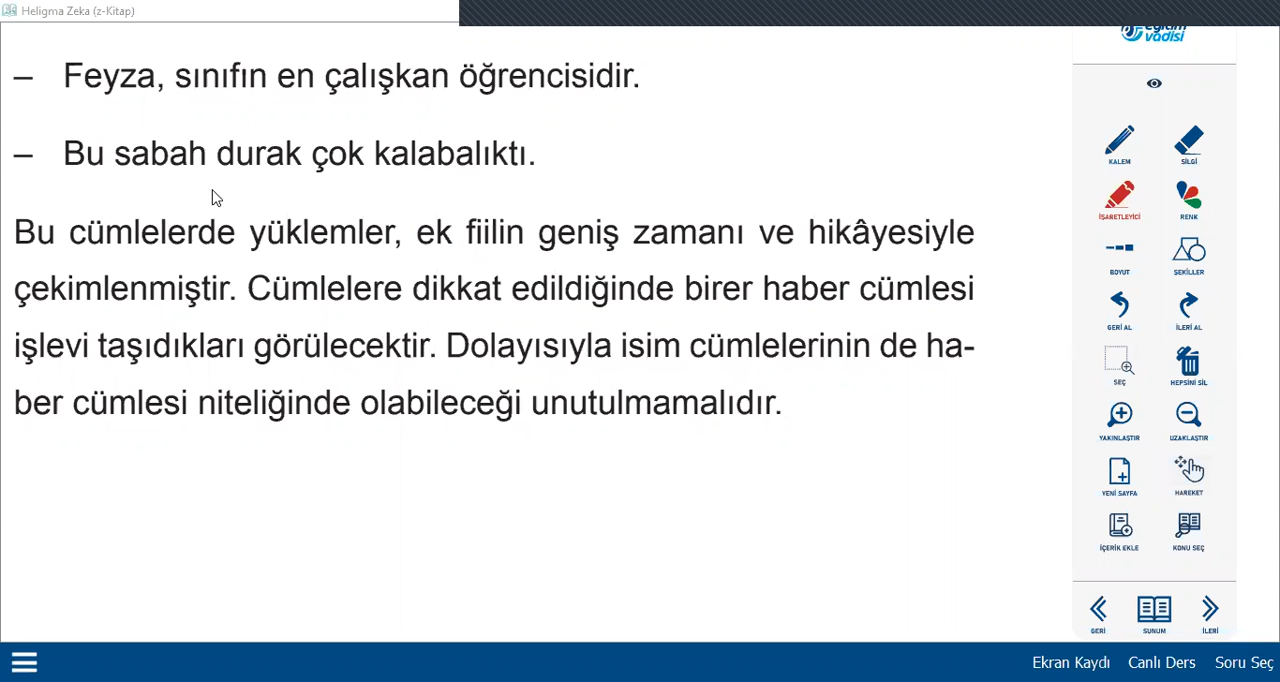 Heligma Zeka (z-Kitap)
– Feyza, sınıfın en çalışkan öğrencisidir.
– Bu sabah durak çok kalabalıktı.
Bu cümlelerde yüklemler, ek fiilin geniş zamanı ve hikâyesiyle
çekimlenmiştir. Cümlelere dikkat edildiğinde birer haber cümlesi
işlevi taşıdıkları görülecektir. Dolayısıyla isim cümlelerinin de ha-
ber cümlesi niteliğinde olabileceği unutulmamalıdır.
vadisi
KALEM SİLGİ
İŞARETLEYİCİ RENK
BOYUT ŞEKİLLER
GERİ AL İLERİ AL
SEÇ HEPSİNİ SİL
YAKINLAŞTIR UZAKLAŞTIR
YENİ SAYFA HAREKET
İÇERİK EKLE KONU SEÇ
GERİ SUNUM İLERİ
Ekran Kaydı Canlı Ders Soru Seç